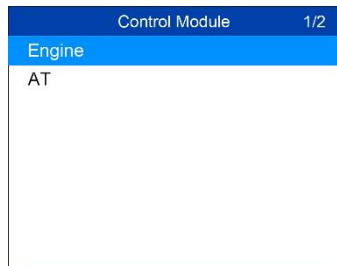 Control Module 1/2
Engine
AT